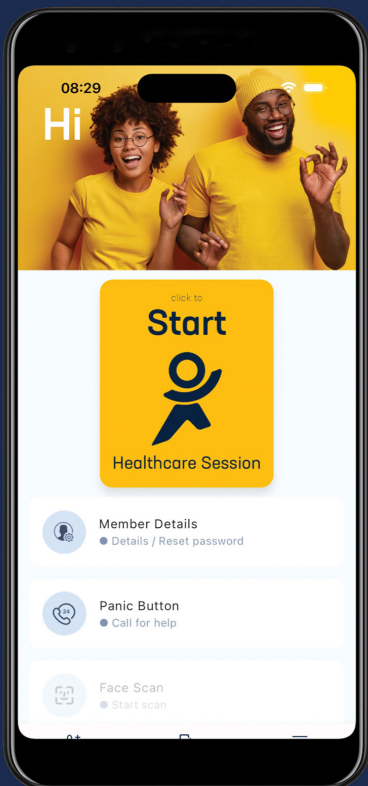 08:29
Hi
click to
Start
Healthcare Session
Member Details
Details / Reset password
24
Panic Button
Call for help
Face Scan
Start scan